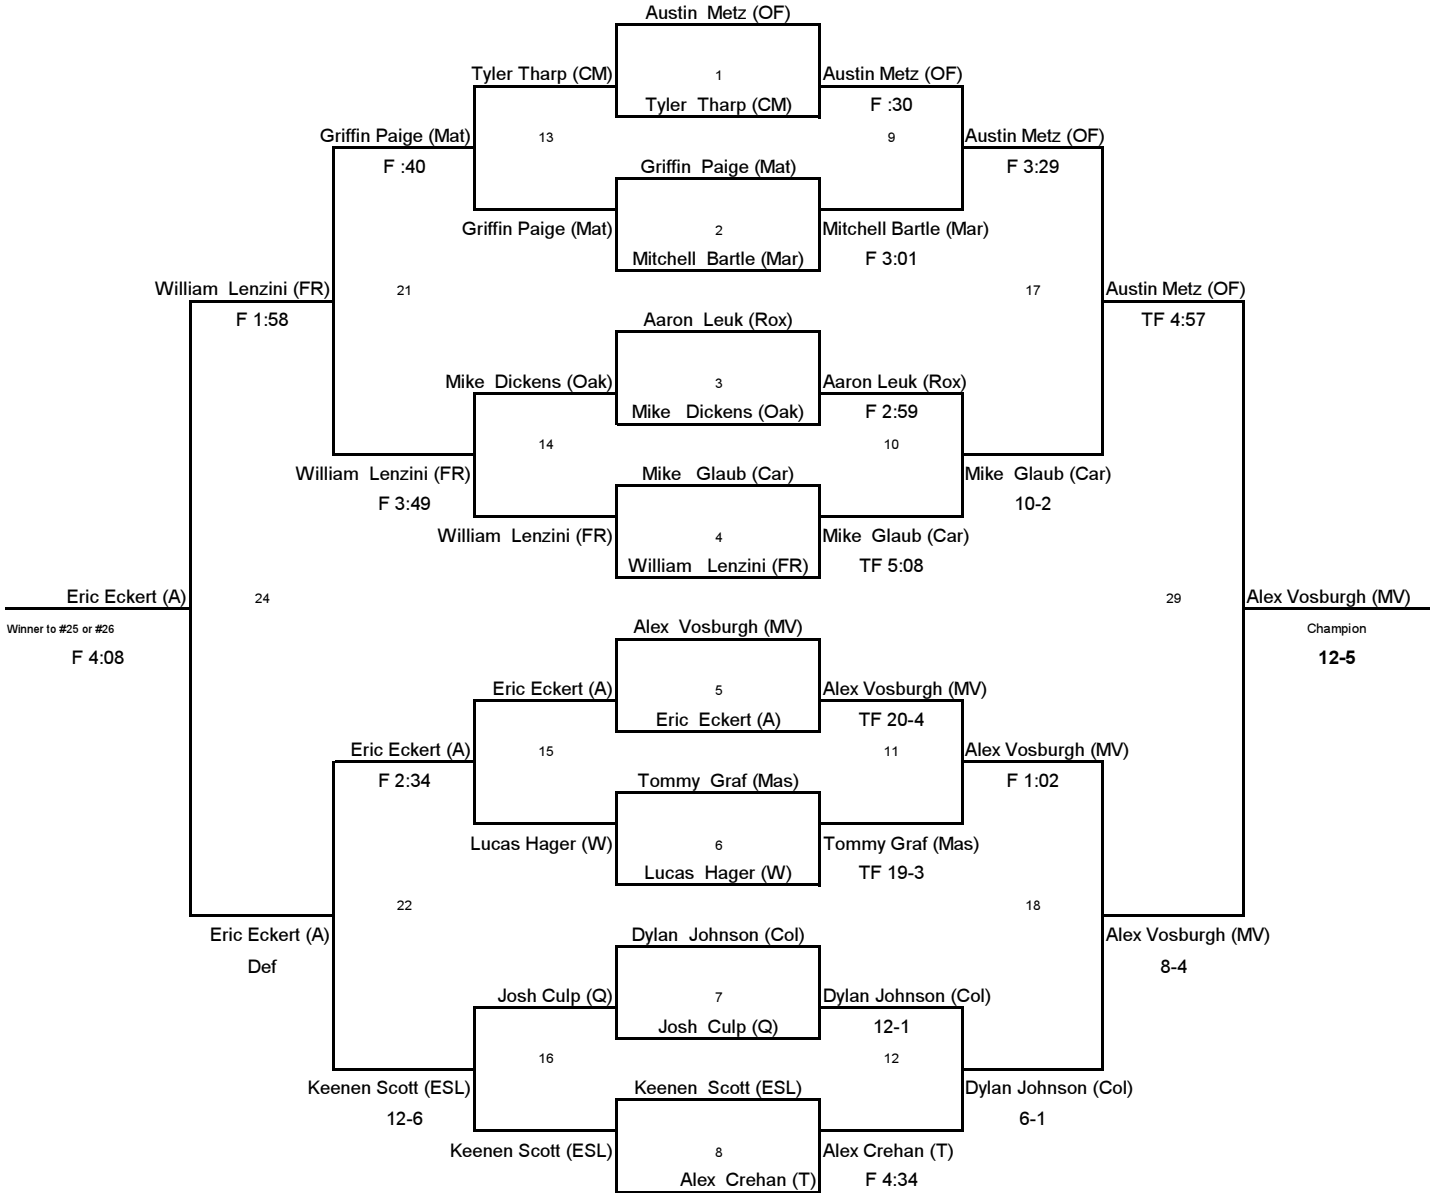 Austin Metz (OF)
Tyler Tharp (CM)
1
Austin Metz (OF)
Tyler Tharp (CM)
F :30
Griffin Paige (Mat)
13
9
Austin Metz (OF)
F :40
Griffin Paige (Mat)
F 3:29
Griffin Paige (Mat)
2
Mitchell Bartle (Mar)
Mitchell Bartle (Mar)
F 3:01
William Lenzini (FR)
21
17
Austin Metz (OF)
F 1:58
Aaron Leuk (Rox)
TF 4:57
Mike Dickens (Oak)
3
Aaron Leuk (Rox)
Mike Dickens (Oak)
F 2:59
14
10
William Lenzini (FR)
Mike Glaub (Car)
Mike Glaub (Car)
F 3:49
10-2
William Lenzini (FR)
4
Mike Glaub (Car)
William Lenzini (FR)
TF 5:08
Eric Eckert (A)
24
29
Alex Vosburgh (MV)
Winner to #25 or #26
Alex Vosburgh (MV)
Champion
F 4:08
12-5
Eric Eckert (A)
5
Alex Vosburgh (MV)
Eric Eckert (A)
TF 20-4
Eric Eckert (A)
15
11
Alex Vosburgh (MV)
F 2:34
Tommy Graf (Mas)
F 1:02
Lucas Hager (W)
6
Tommy Graf (Mas)
Lucas Hager (W)
TF 19-3
22
18
Eric Eckert (A)
Dylan Johnson (Col)
Alex Vosburgh (MV)
Def
8-4
Josh Culp (Q)
7
Dylan Johnson (Col)
Josh Culp (Q)
12-1
16
12
Keenen Scott (ESL)
Keenen Scott (ESL)
Dylan Johnson (Col)
12-6
6-1
Keenen Scott (ESL)
8
Alex Crehan (T)
Alex Crehan (T)
F 4:34